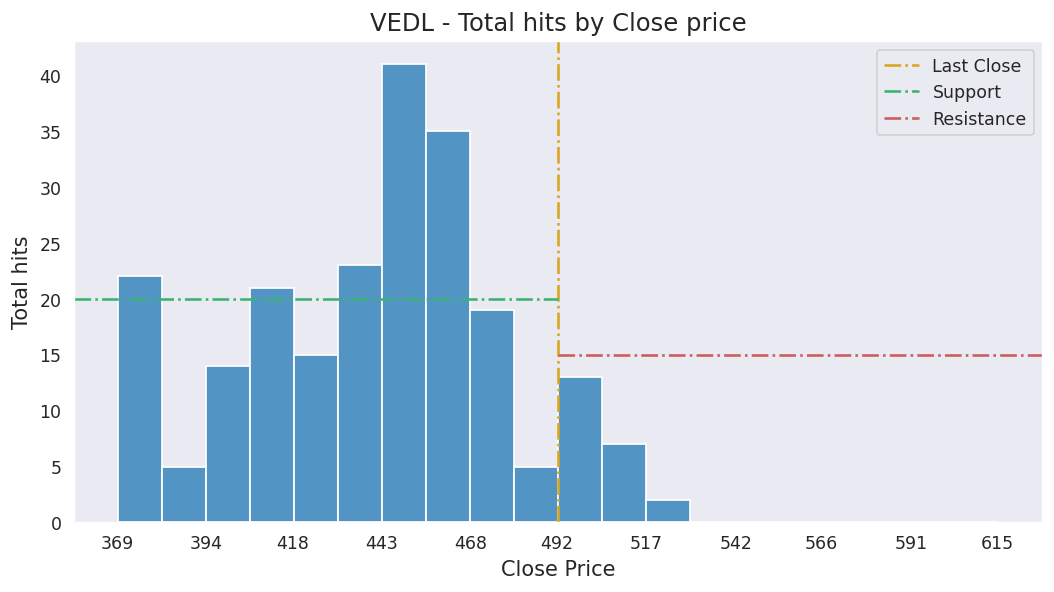 VEDL - Total hits by Close price
Last Close
Support
Resistance
Total hits
40
35
30
25
20
15
10
5
0
369 394 418 443 468 492 517 542 566 591 615
Close Price